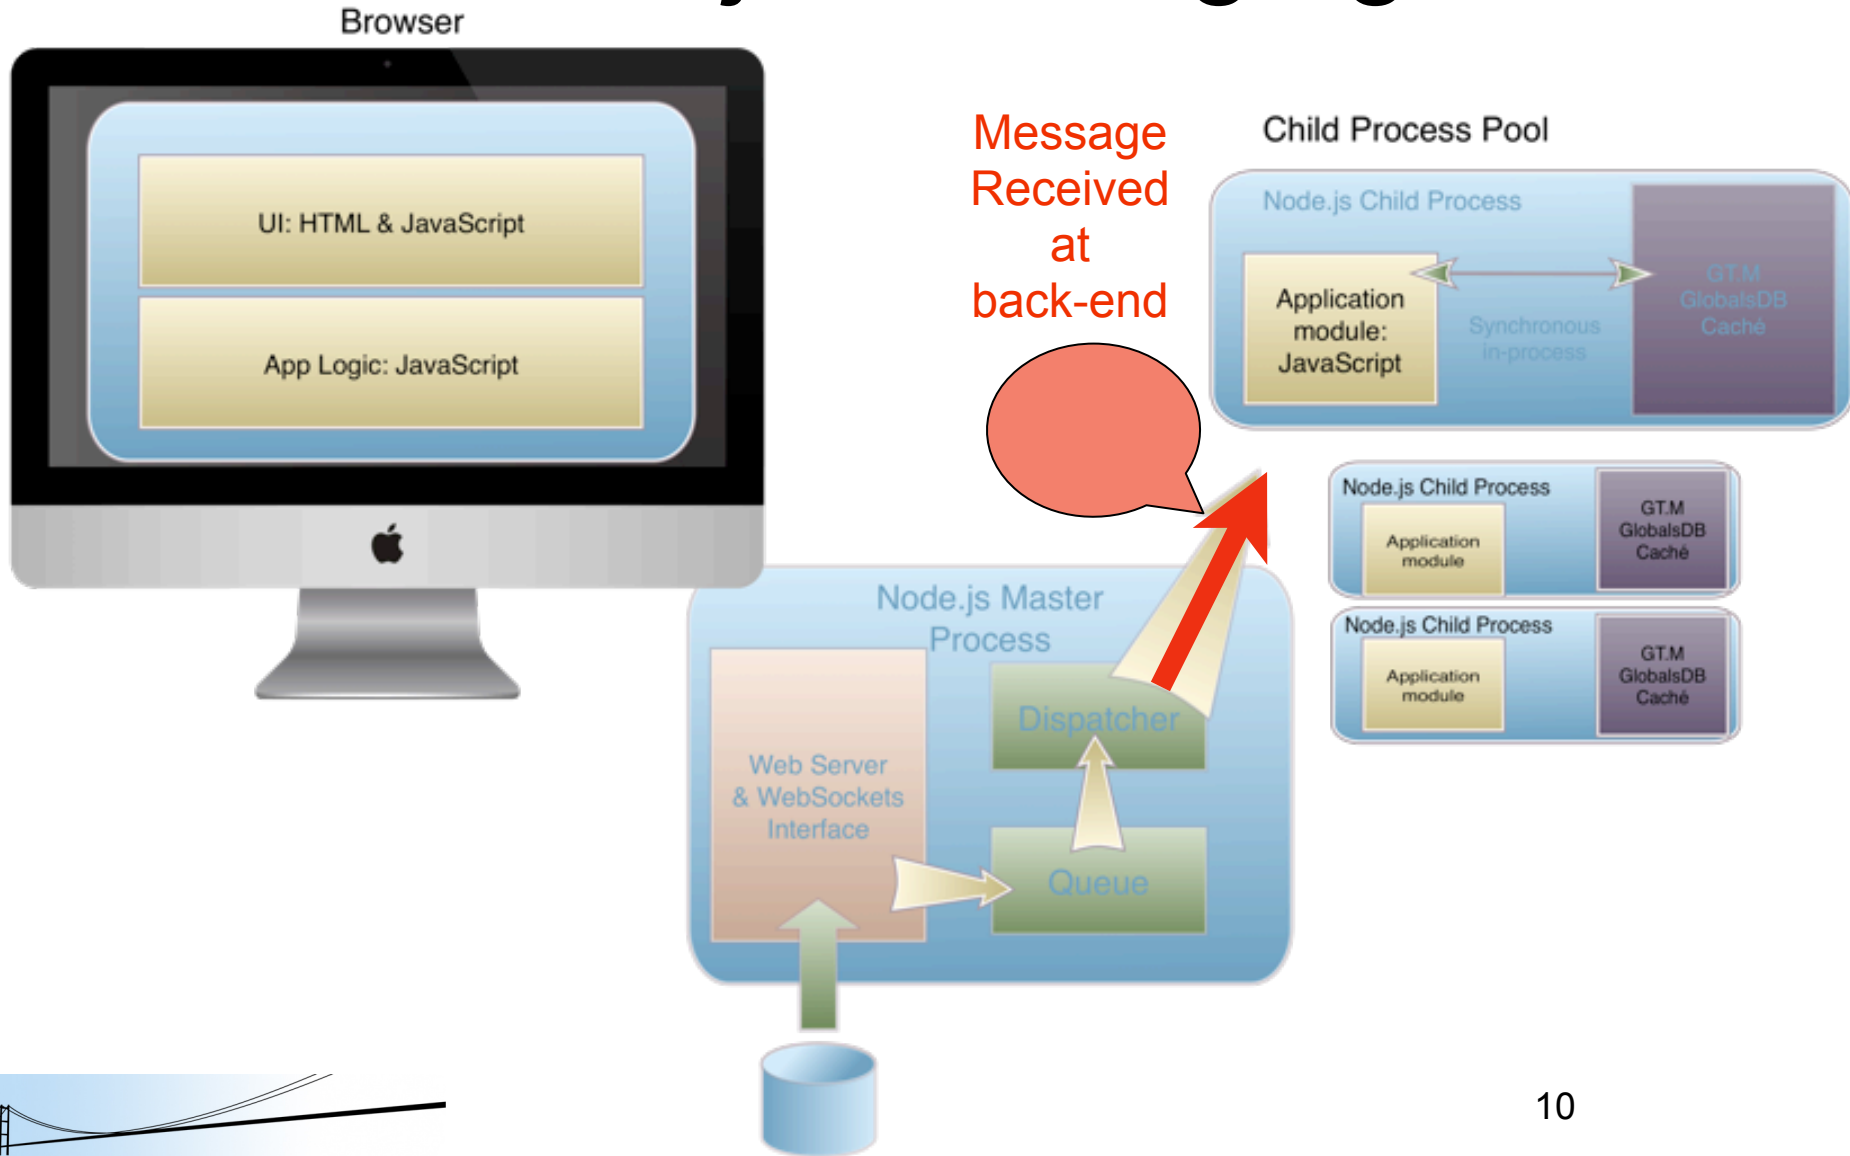 Browser
UI: HTML & JavaScript
App Logic: JavaScript
Message
Received
at
back-end
Child Process Pool
Node.js Child Process
Application
module:
JavaScript
Synchronous
in-process
GT.M
GlobalsDB
Caché
Node.js Child Process
Application
module
GT.M
GlobalsDB
Caché
Node.js Child Process
Application
module
GT.M
GlobalsDB
Caché
Node.js Master
Process
Web Server
& WebSockets
Interface
Dispatcher
Queue
10